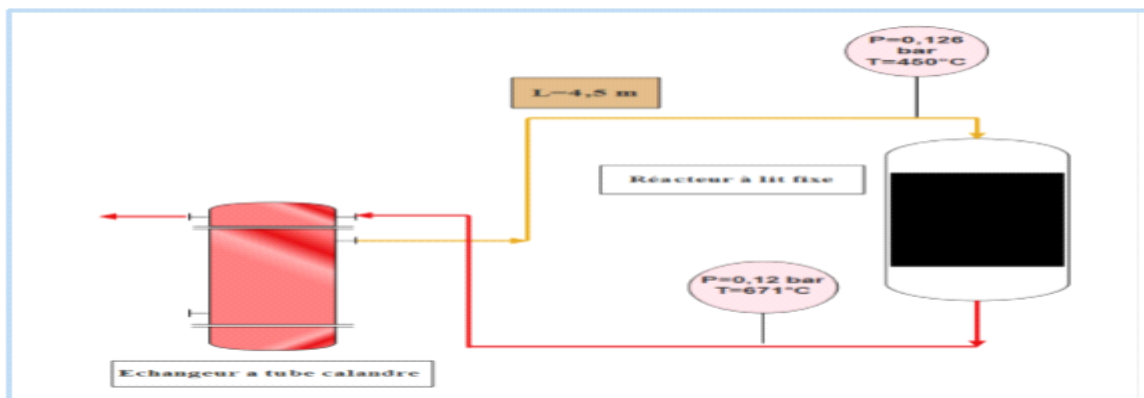 P=0,126
bar
T=450°C
L=4,5 m
Réacteur à lit fixe
P=0,12 bar
T=671°C
Echangeur a tube calandre